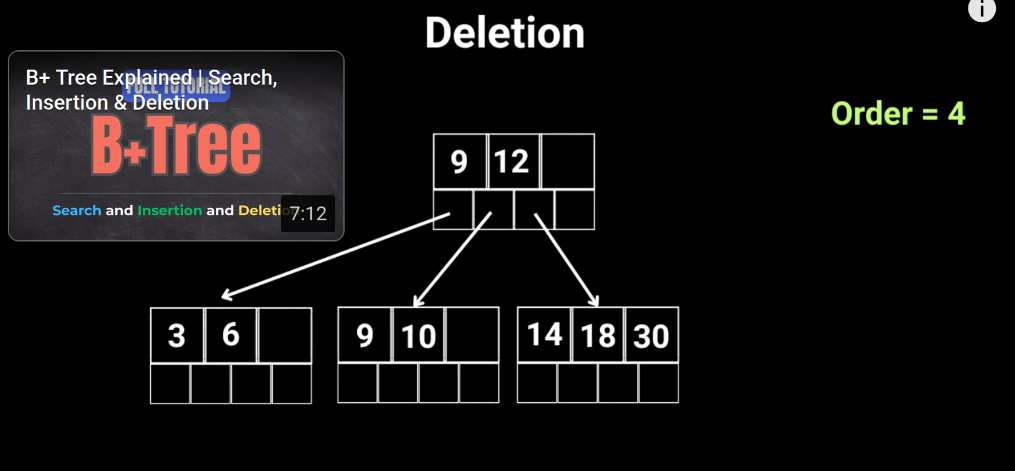 Deletion
B+ Tree Explained | Search,
Insertion & Deletion
FULL TUTORIAL
B+Tree
Search and Insertion and Deletio
7:12
i
Order = 4
9 12
3 6
9 10
14 18 30